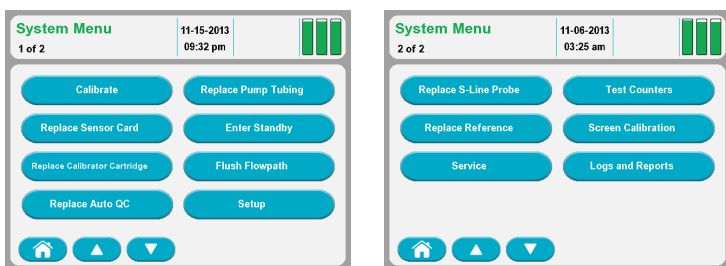 System Menu
1 of 2
11-15-2013
09:32 pm
Calibrate
Replace Pump Tubing
Replace Sensor Card
Enter Standby
Replace Calibrator Cartridge
Flush Flowpath
Replace Auto QC
Setup
System Menu
2 of 2
11-06-2013
03:25 am
Replace S-Line Probe
Test Counters
Replace Reference
Screen Calibration
Service
Logs and Reports